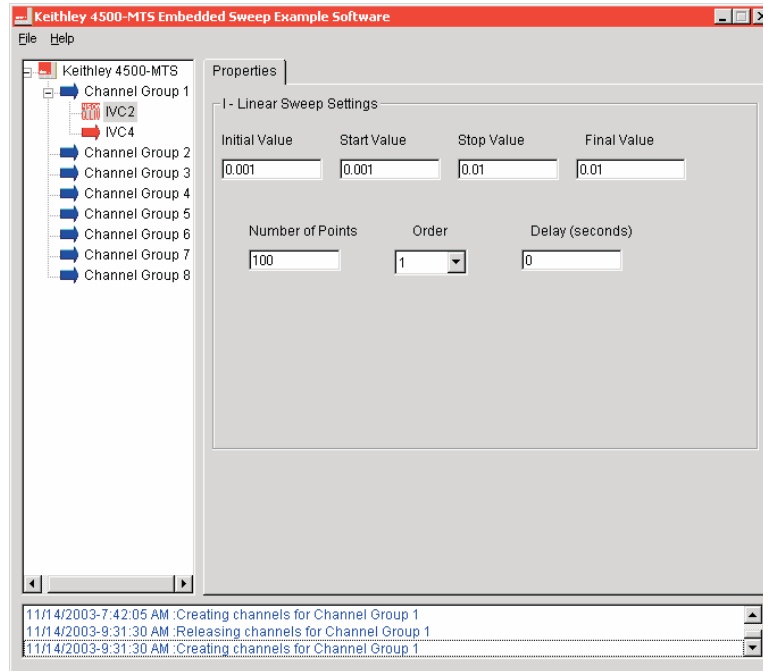 Keithley 4500-MTS Embedded Sweep Example Software
File Help
Keithley 4500-MTS
Channel Group 1
IVC2
IVC4
Channel Group 2
Channel Group 3
Channel Group 4
Channel Group 5
Channel Group 6
Channel Group 7
Channel Group 8
Properties
I - Linear Sweep Settings
Initial Value Start Value Stop Value Final Value
0.001 0.001 0.01 0.01
Number of Points Order Delay (seconds)
100 1 0
11/14/2003-7:42:05 AM :Creating channels for Channel Group 1
11/14/2003-9:31:30 AM :Releasing channels for Channel Group 1
11/14/2003-9:31:30 AM :Creating channels for Channel Group 1